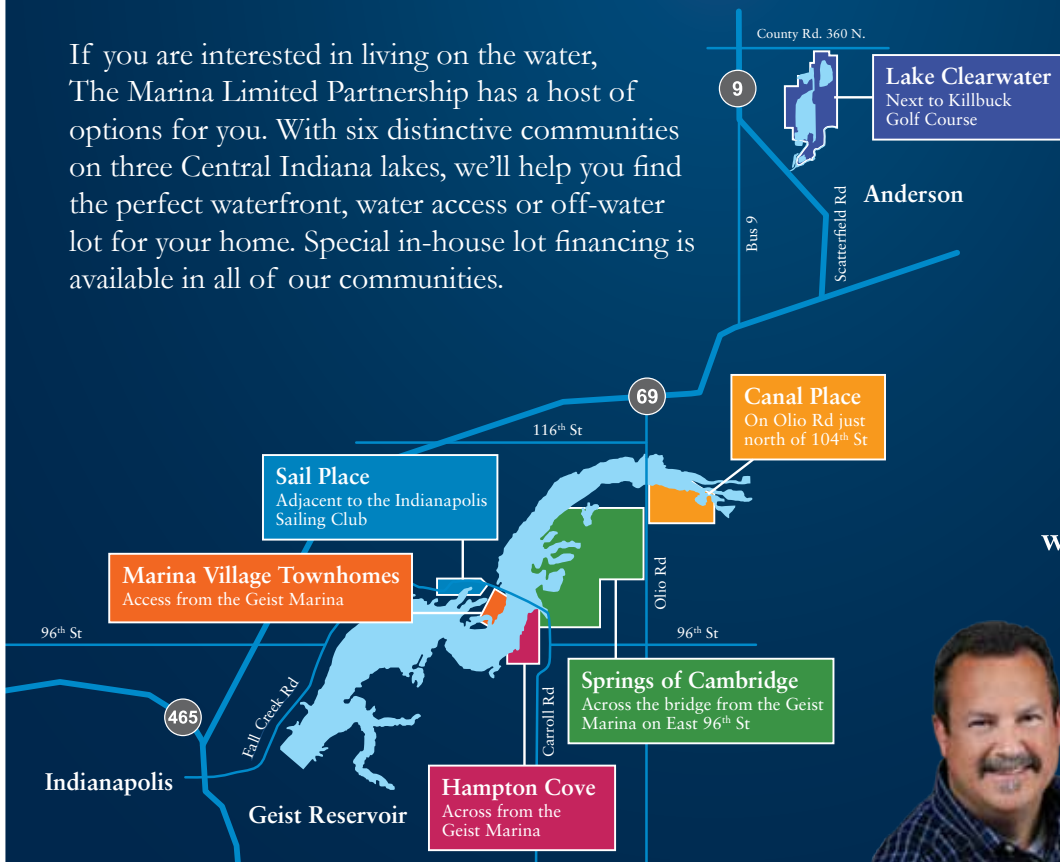 If you are interested in living on the water,
The Marina Limited Partnership has a host of
options for you. With six distinctive communities
on three Central Indiana lakes, we’ll help you find
the perfect waterfront, water access or off-water
lot for your home. Special in-house lot financing is
available in all of our communities.
County Rd. 360 N.
9
Lake Clearwater
Next to Killbuck
Golf Course
Anderson
Bus 9
Scatterfield Rd
69
116th St
Canal Place
On Olio Rd just
north of 104th St
Sail Place
Adjacent to the Indianapolis
Sailing Club
Marina Village Townhomes
Access from the Geist Marina
Olio Rd
W
96th St
96th St
Springs of Cambridge
Across the bridge from the Geist
Marina on East 96th St
465
Fall Creek Rd
Carroll Rd
Indianapolis
Geist Reservoir
Hampton Cove
Across from the
Geist Marina